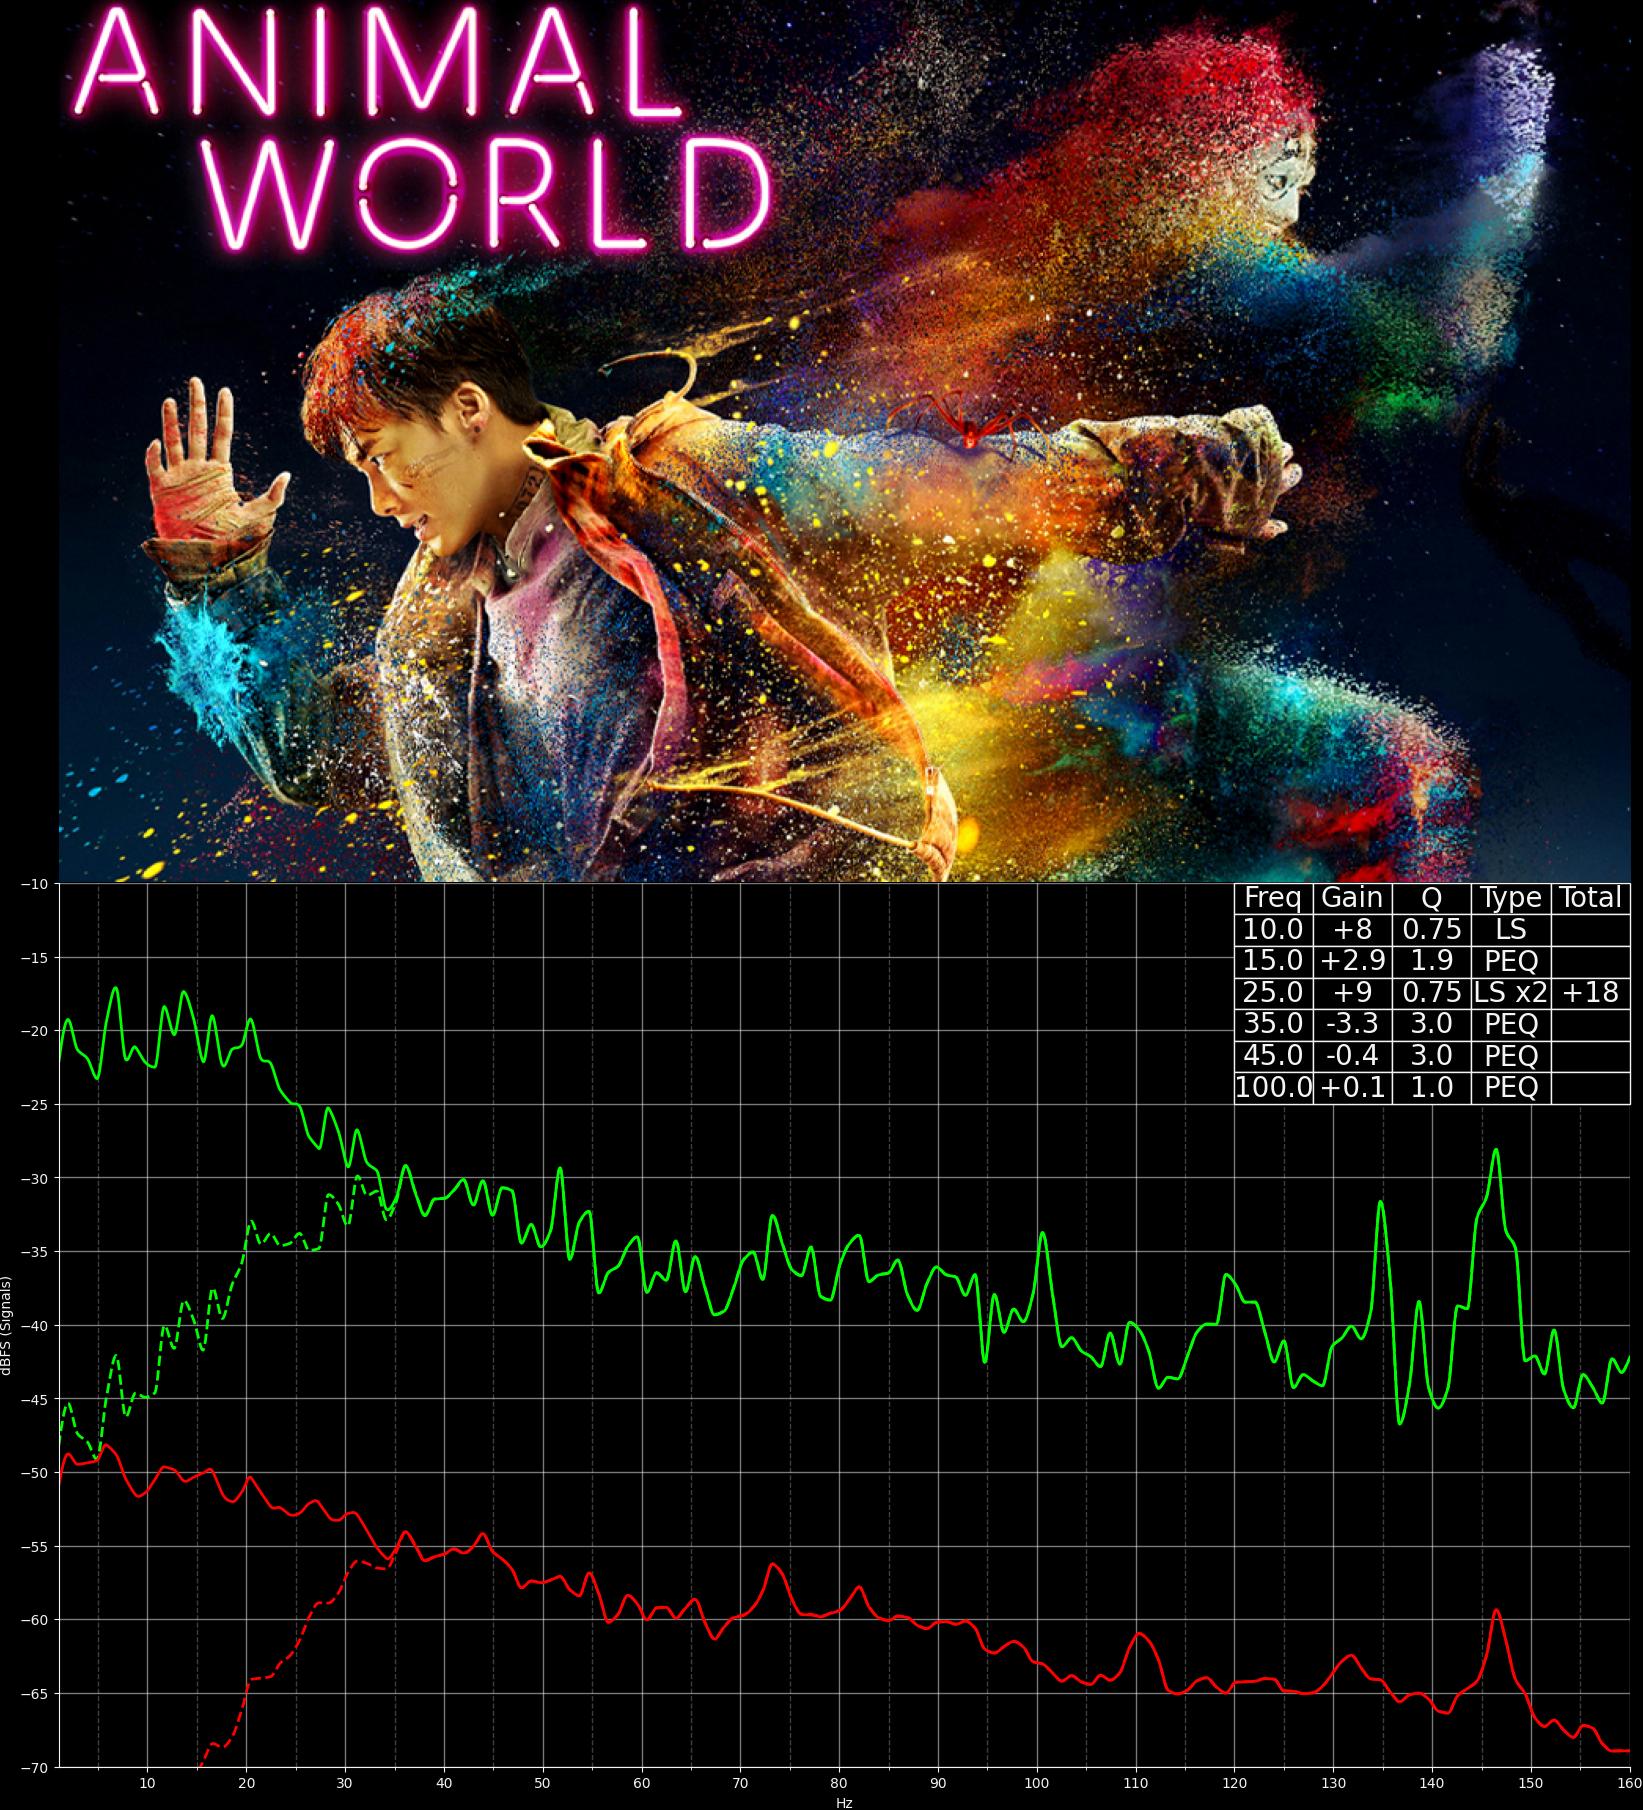 ANIMAL
WORLD
Freq Gain Q Type Total
10.0 +8 0.75 LS
15.0 +2.9 1.9 PEQ
25.0 +9 0.75 LS x2 +18
35.0 -3.3 3.0 PEQ
45.0 -0.4 3.0 PEQ
100.0 +0.1 1.0 PEQ
−10
−15
−20
−25
−30
−35
−40
−45
−50
−55
−60
−65
−70
dBFS (Signals)
10 20 30 40 50 60 70 80 90 100 110 120 130 140 150 160
Hz